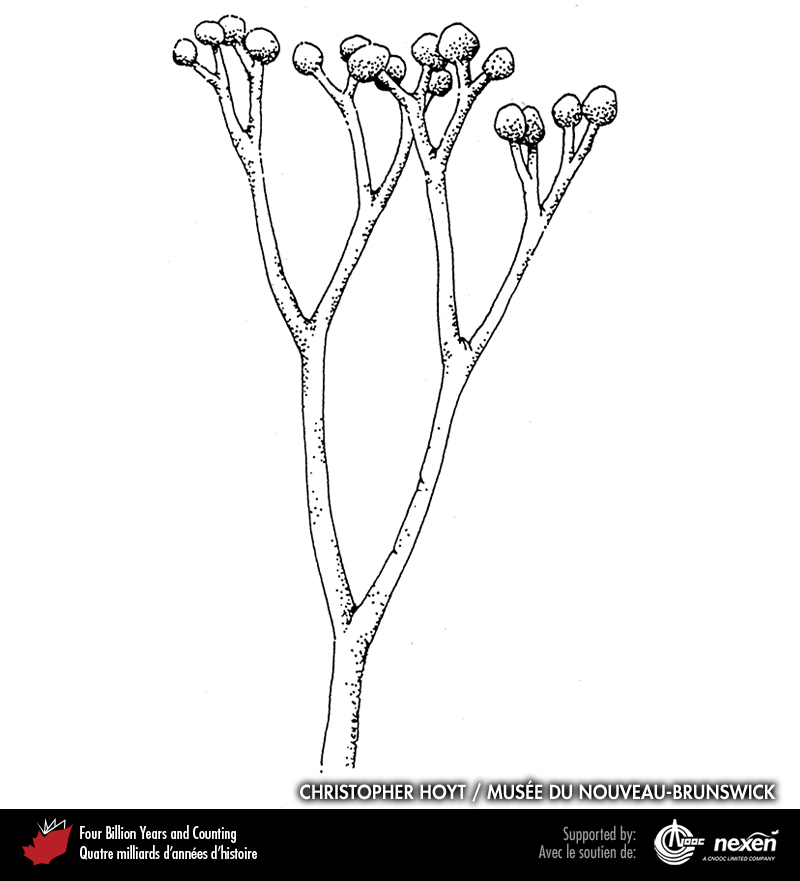 CHRISTOPHER HOYT / MUSÉE DU NOUVEAU-BRUNSWICK
Four Billion Years and Counting
Quatre milliards d'années d'histoire
Supported by:
Avec le soutien de:
CNOOC
nexen
A CNOOC LIMITED COMPANY